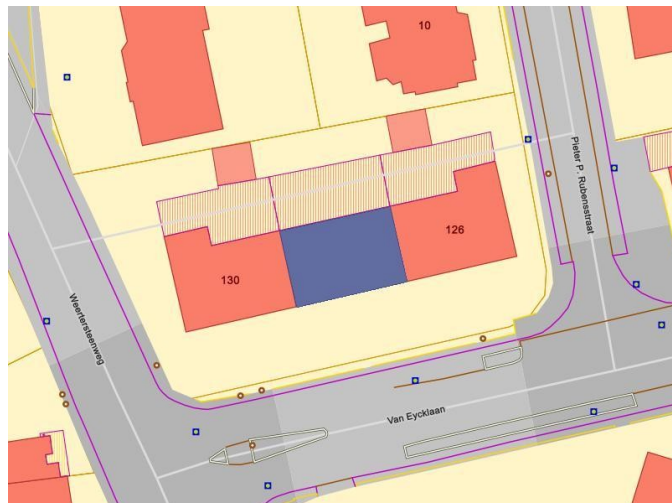 10
Pieter P. Rubensstraat
126
130
Weertersteenweg
Van Eycklaan